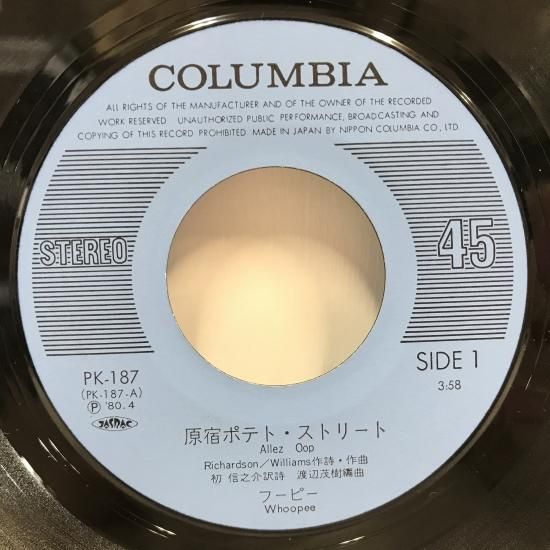 COLUMBIA
ALL RIGHTS OF THE MANUFACTURER AND OF THE OWNER OF THE RECORDED
WORK RESERVED UNAUTHORIZED PUBLIC PERFORMANCE, BROADCASTING AND
COPYING OF THIS RECORD PROHIBITED MADE IN JAPAN BY NIPPON COLUMBIA CO., LTD
STEREO
45
PK-187
(PK-187-A)
Ⓟ '80.4
JASRAC
SIDE 1
3:58
原宿ポテト・ストリート
Allez Oop
Richardson/Williams作詩・作曲
初 信之介訳詩 渡辺茂樹編曲
フーピー
Whoopee